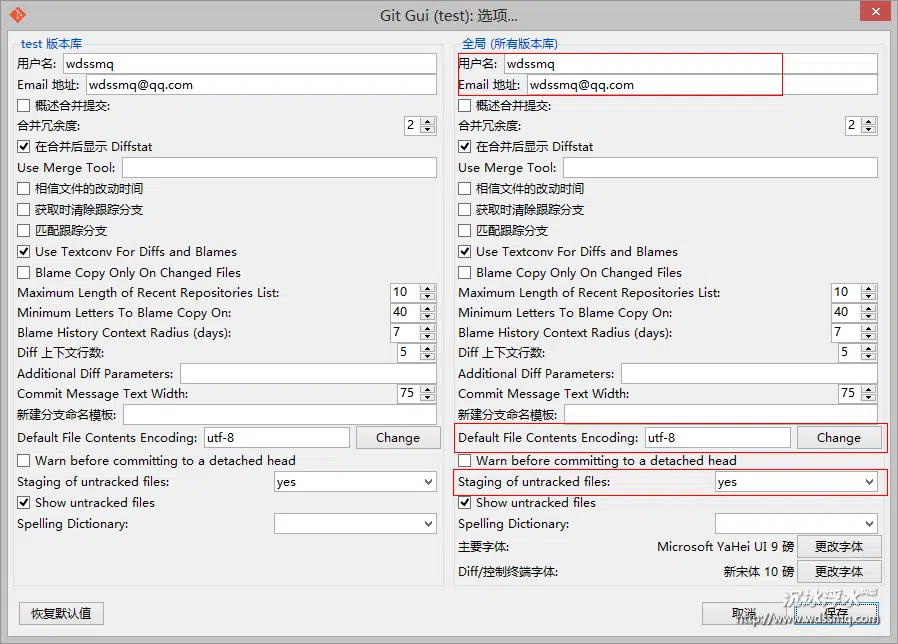 Git Gui (test): 选项...
test 版本库
用户名: wdssmq
Email 地址: wdssmq@qq.com
概述合并提交:
合并冗余度: 2
在合并后显示 Diffstat
Use Merge Tool:
相信文件的改动时间
获取时清除跟踪分支
匹配跟踪分支
Use Textconv For Diffs and Blames
Blame Copy Only On Changed Files
Maximum Length of Recent Repositories List: 10
Minimum Letters To Blame Copy On: 40
Blame History Context Radius (days): 7
Diff 上下文行数: 5
Additional Diff Parameters:
Commit Message Text Width: 75
新建分支命名模板:
Default File Contents Encoding: utf-8 Change
Warn before committing to a detached head
Staging of untracked files: yes
Show untracked files
Spelling Dictionary:
全局 (所有版本库)
用户名: wdssmq
Email 地址: wdssmq@qq.com
概述合并提交:
合并冗余度: 2
在合并后显示 Diffstat
Use Merge Tool:
相信文件的改动时间
获取时清除跟踪分支
匹配跟踪分支
Use Textconv For Diffs and Blames
Blame Copy Only On Changed Files
Maximum Length of Recent Repositories List: 10
Minimum Letters To Blame Copy On: 40
Blame History Context Radius (days): 7
Diff 上下文行数: 5
Additional Diff Parameters:
Commit Message Text Width: 75
新建分支命名模板:
Default File Contents Encoding: utf-8 Change
Warn before committing to a detached head
Staging of untracked files: yes
Show untracked files
Spelling Dictionary:
主要字体: Microsoft YaHei UI 9 磅 更改字体
Diff/控制终端字体: 新宋体 10 磅 更改字体
恢复默认值 取消 保存
沉冰浮水
http://www.wdssmq.com